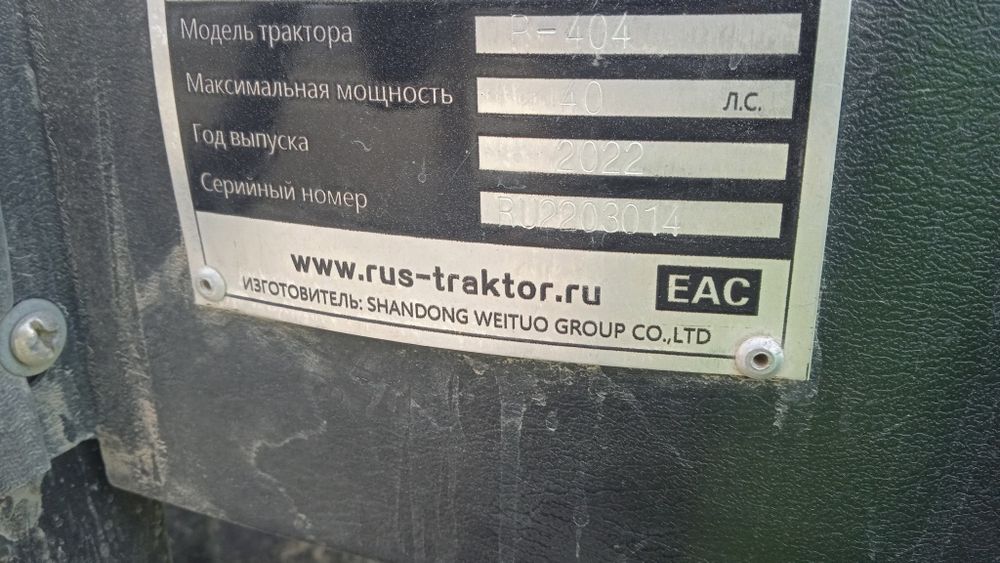 Модель трактора R-404
Максимальная мощность 40 Л.С.
Год выпуска 2022
Серийный номер RU2203014
www.rus-traktor.ru EAC
ИЗГОТОВИТЕЛЬ: SHANDONG WEITUO GROUP CO.,LTD